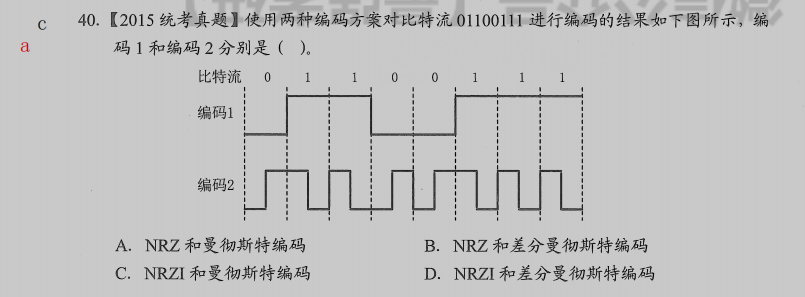 c
a
40.【2015 统考真题】使用两种编码方案对比特流 01100111 进行编码的结果如下图所示，编
码 1 和编码 2 分别是（ ）。
比特流 0 1 1 0 0 1 1 1
编码1
编码2
A. NRZ 和曼彻斯特编码 B. NRZ 和差分曼彻斯特编码
C. NRZI 和曼彻斯特编码 D. NRZI 和差分曼彻斯特编码